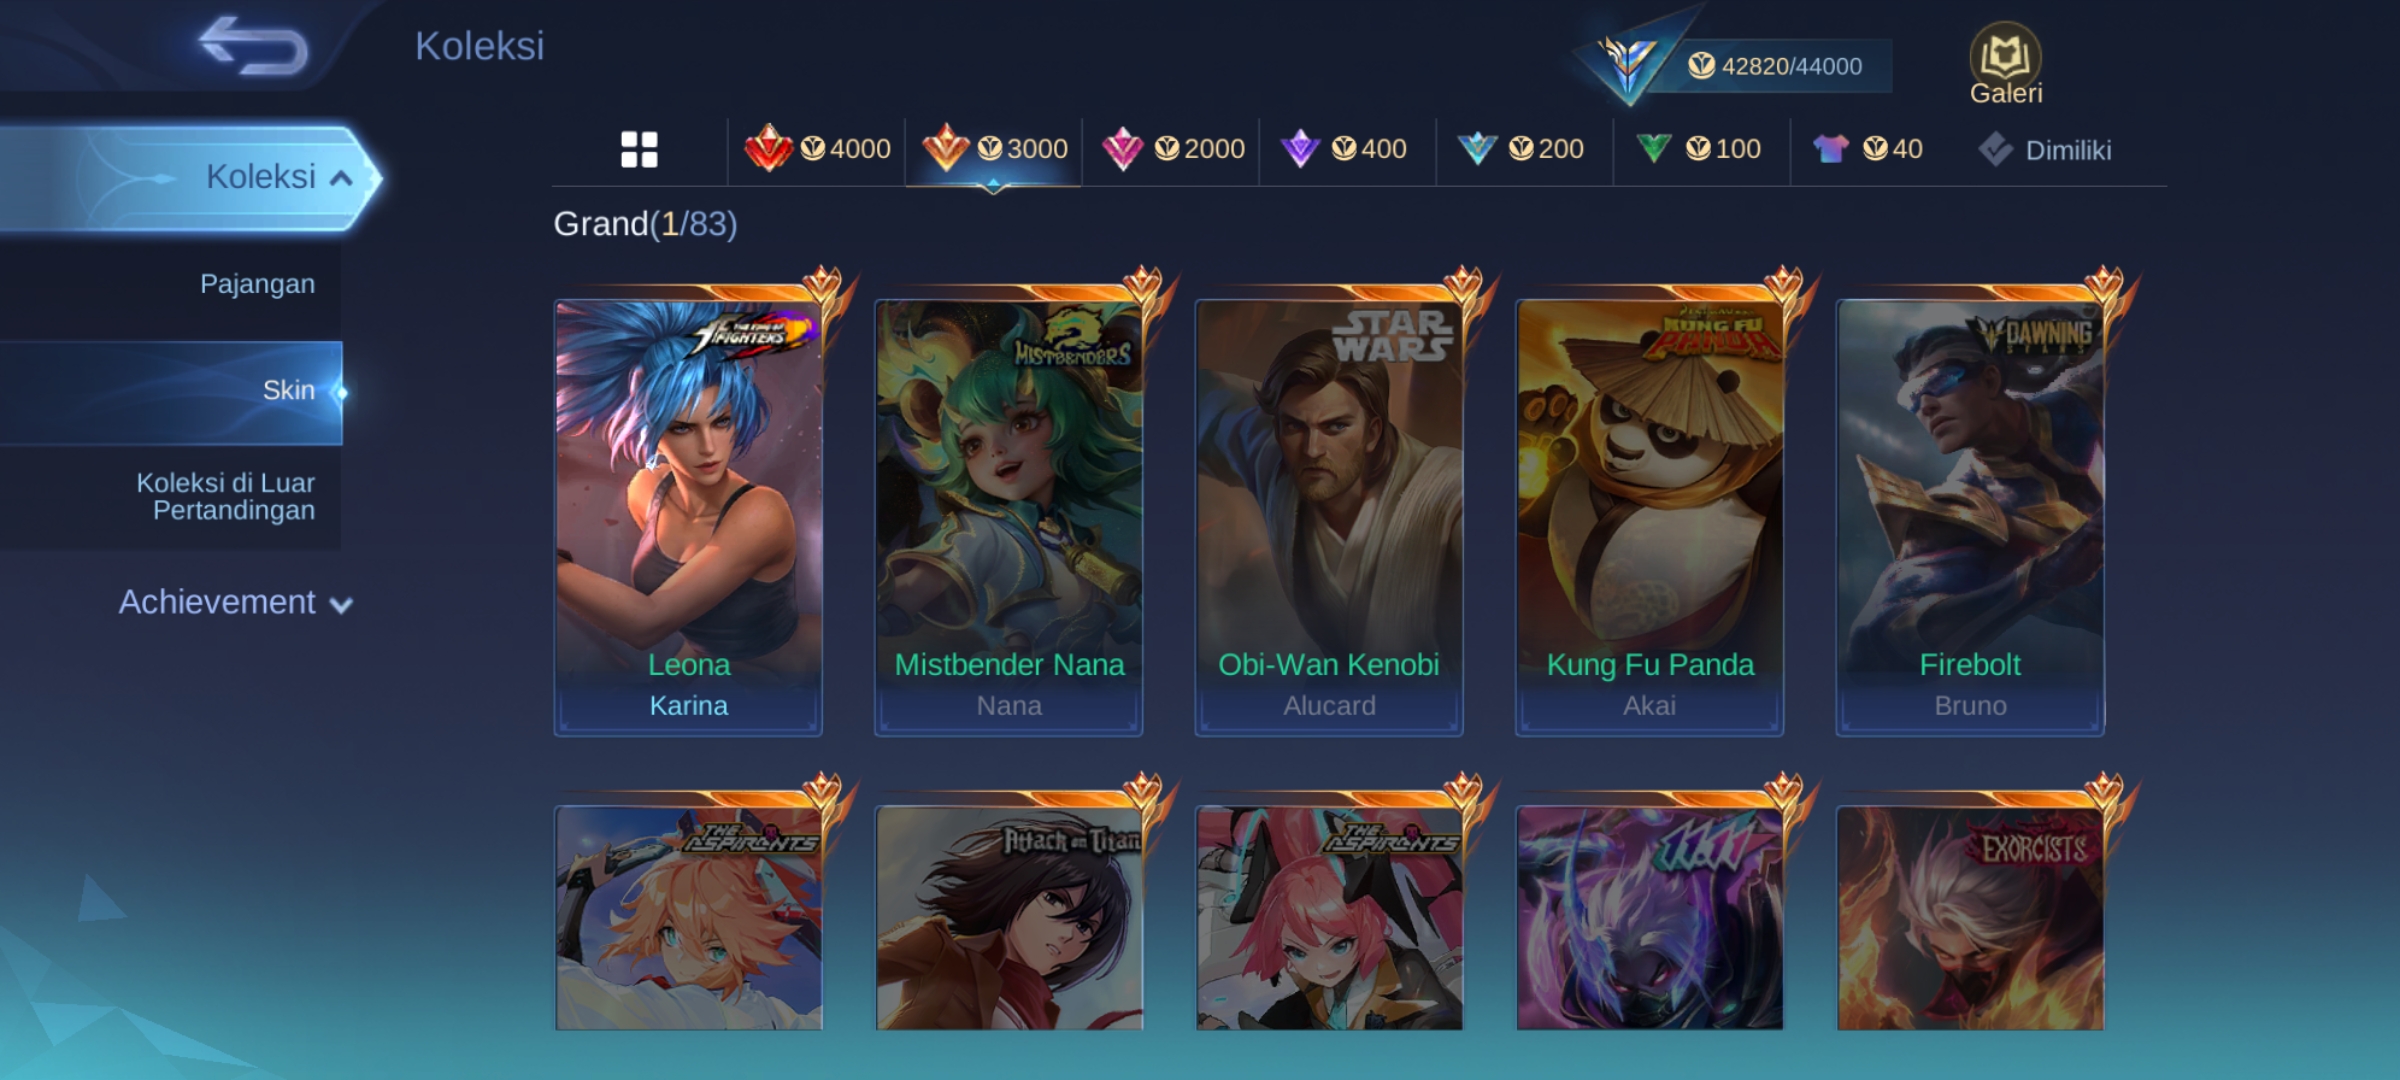 Koleksi
42820/44000
Galeri
4000
3000
2000
400
200
100
40
Dimiliki
Koleksi
Pajangan
Skin
Koleksi di Luar
Pertandingan
Achievement
Grand(1/83)
THE KING OF
FIGHTERS
Leona
Karina
MISTBENDERS
Mistbender Nana
Nana
STAR
WARS
Obi-Wan Kenobi
Alucard
KUNG FU
PANDA
Kung Fu Panda
Akai
DAWNING
STARS
Firebolt
Bruno
THE
ASPIRANTS
Attack on Titan
THE
ASPIRANTS
11.11
EXORCISTS